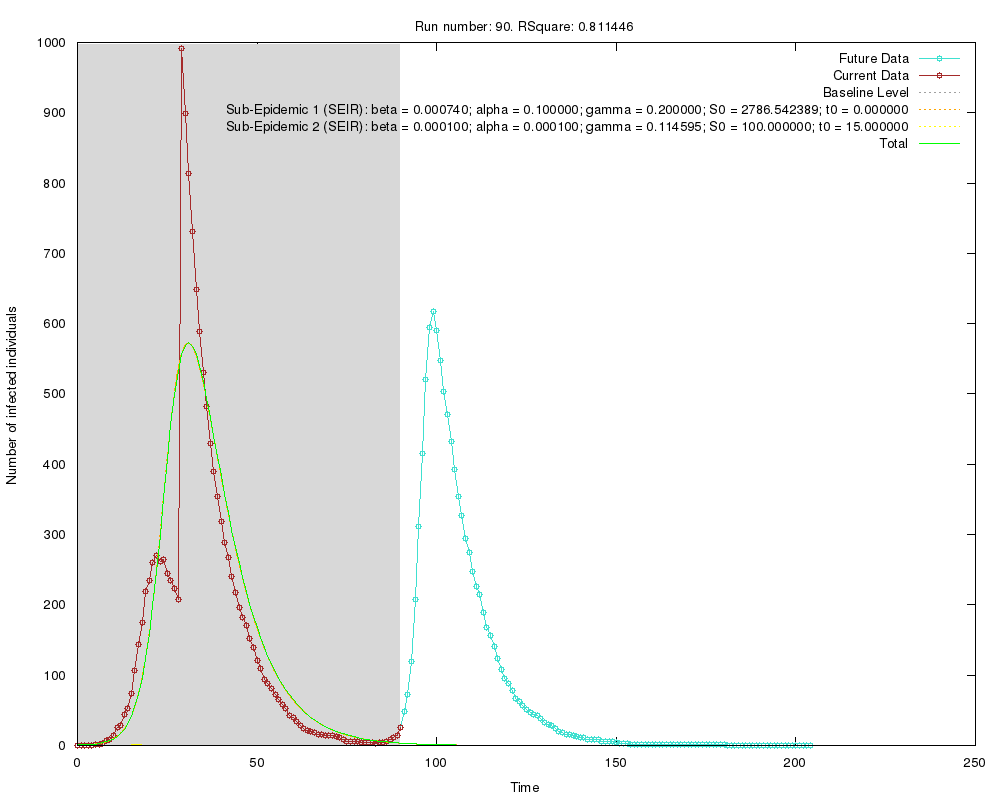 Run number: 90. RSquare: 0.811446
Future Data
Current Data
Baseline Level
Sub-Epidemic 1 (SEIR): beta = 0.000740; alpha = 0.100000; gamma = 0.200000; S0 = 2786.542389; t0 = 0.000000
Sub-Epidemic 2 (SEIR): beta = 0.000100; alpha = 0.000100; gamma = 0.114595; S0 = 100.000000; t0 = 15.000000
Total
1000
900
800
700
600
500
400
300
200
100
0
Number of infected individuals
0 50 100 150 200 250
Time